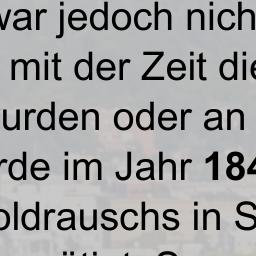 war jedoch nich
mit der Zeit die
urden oder an
rde im Jahr 184
oldrauschs in S